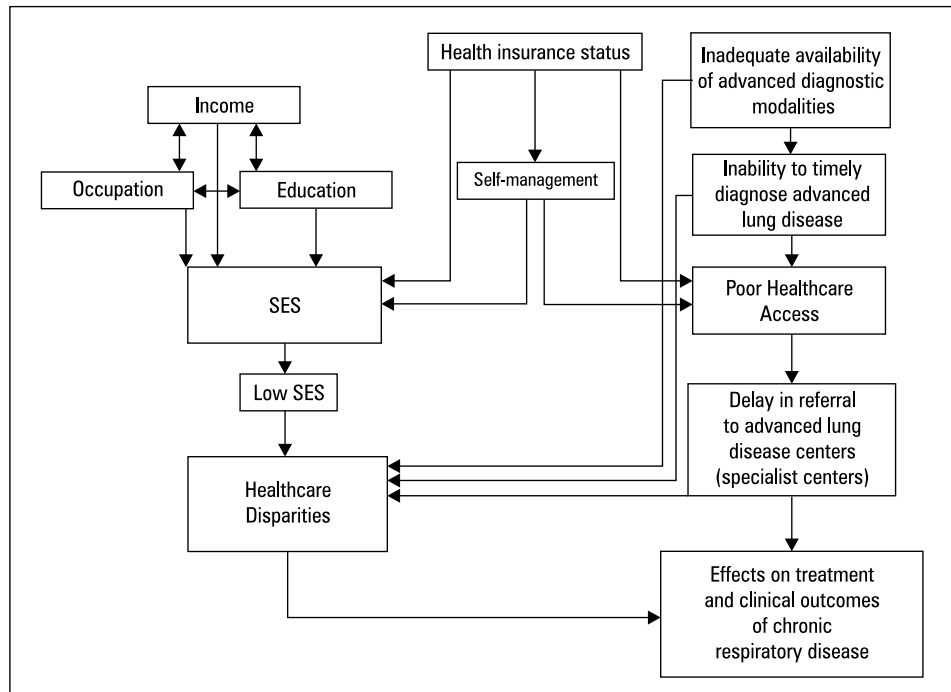 Health insurance status
Inadequate availability
of advanced diagnostic
modalities
Income
Occupation
Education
Self-management
Inability to timely
diagnose advanced
lung disease
SES
Poor Healthcare
Access
Low SES
Delay in referral
to advanced lung
disease centers
(specialist centers)
Healthcare
Disparities
Effects on treatment
and clinical outcomes
of chronic
respiratory disease